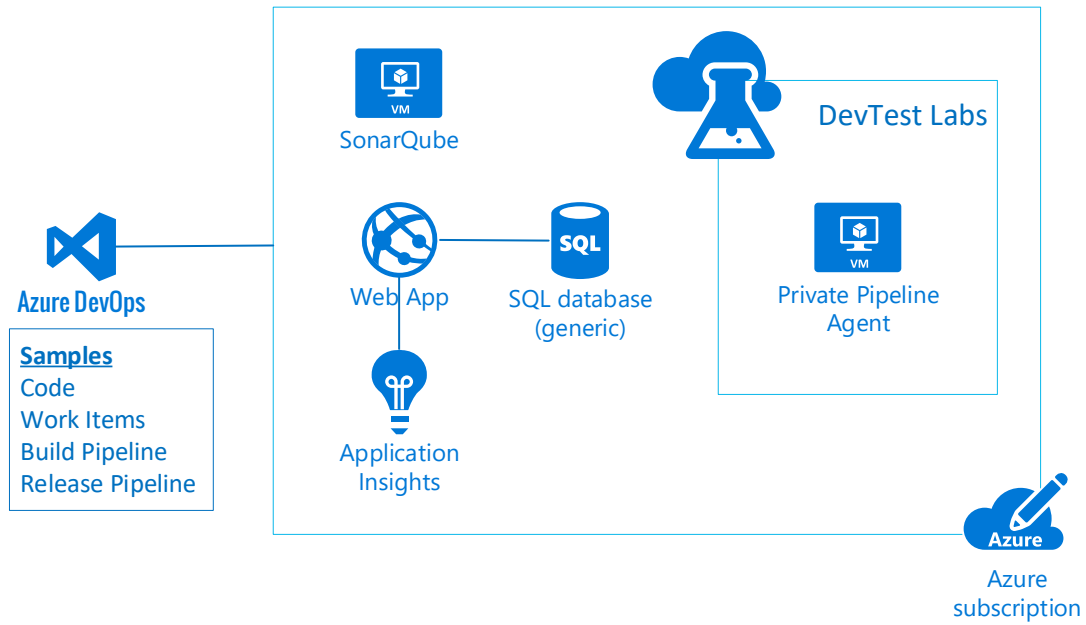 VM
SonarQube
DevTest Labs
Azure DevOps
Samples
Code
Work Items
Build Pipeline
Release Pipeline
Web App
SQL
SQL database
(generic)
VM
Private Pipeline
Agent
Application
Insights
Azure
Azure
subscription